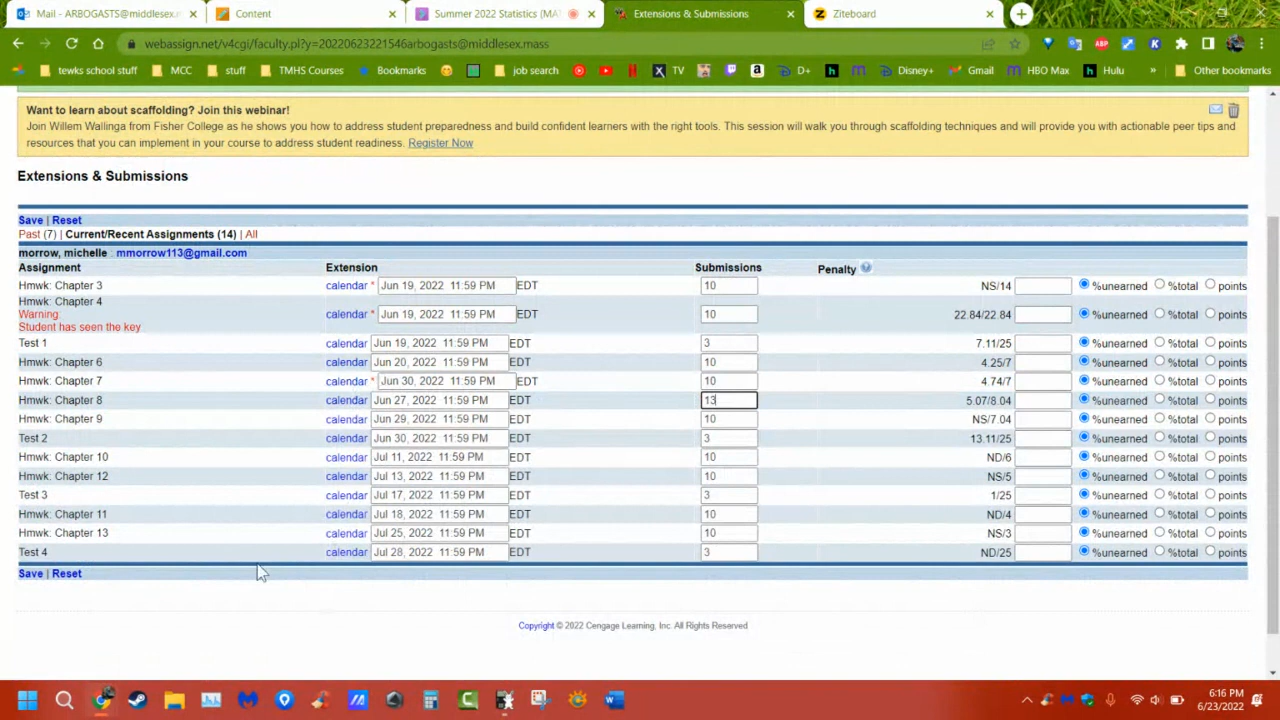 Mail - ARBOGASTS@middlesex.m
Content
Summer 2022 Statistics (MA
Extensions & Submissions
Ziteboard
webassign.net/v4cgi/faculty.pl?y=20220623221546arbogasts@middlesex.mass
tewks school stuff MCC stuff TMHS Courses Bookmarks job search TV D+ Disney+ Gmail HBO Max Hulu » Other bookmarks
Want to learn about scaffolding? Join this webinar!
Join Willem Wallinga from Fisher College as he shows you how to address student preparedness and build confident learners with the right tools. This session will walk you through scaffolding techniques and will provide you with actionable peer tips and
resources that you can implement in your course to address student readiness. Register Now
Extensions & Submissions
Save | Reset
Past (7) | Current/Recent Assignments (14) | All
morrow, michelle : mmorrow113@gmail.com
Assignment Extension Submissions Penalty ?
Hmwk: Chapter 3 calendar * Jun 19, 2022 11:59 PM EDT 10 NS/14 %unearned %total points
Hmwk: Chapter 4
Warning:
Student has seen the key
calendar * Jun 19, 2022 11:59 PM EDT 10 22.84/22.84 %unearned %total points
Test 1 calendar Jun 19, 2022 11:59 PM EDT 3 7.11/25 %unearned %total points
Hmwk: Chapter 6 calendar Jun 20, 2022 11:59 PM EDT 10 4.25/7 %unearned %total points
Hmwk: Chapter 7 calendar * Jun 30, 2022 11:59 PM EDT 10 4.74/7 %unearned %total points
Hmwk: Chapter 8 calendar Jun 27, 2022 11:59 PM EDT 13 5.07/8.04 %unearned %total points
Hmwk: Chapter 9 calendar Jun 29, 2022 11:59 PM EDT 10 NS/7.04 %unearned %total points
Test 2 calendar Jun 30, 2022 11:59 PM EDT 3 13.11/25 %unearned %total points
Hmwk: Chapter 10 calendar Jul 11, 2022 11:59 PM EDT 10 ND/6 %unearned %total points
Hmwk: Chapter 12 calendar Jul 13, 2022 11:59 PM EDT 10 NS/5 %unearned %total points
Test 3 calendar Jul 17, 2022 11:59 PM EDT 3 1/25 %unearned %total points
Hmwk: Chapter 11 calendar Jul 18, 2022 11:59 PM EDT 10 ND/4 %unearned %total points
Hmwk: Chapter 13 calendar Jul 25, 2022 11:59 PM EDT 10 NS/3 %unearned %total points
Test 4 calendar Jul 28, 2022 11:59 PM EDT 3 ND/25 %unearned %total points
Save | Reset
Copyright © 2022 Cengage Learning, Inc. All Rights Reserved
6:16 PM
6/23/2022